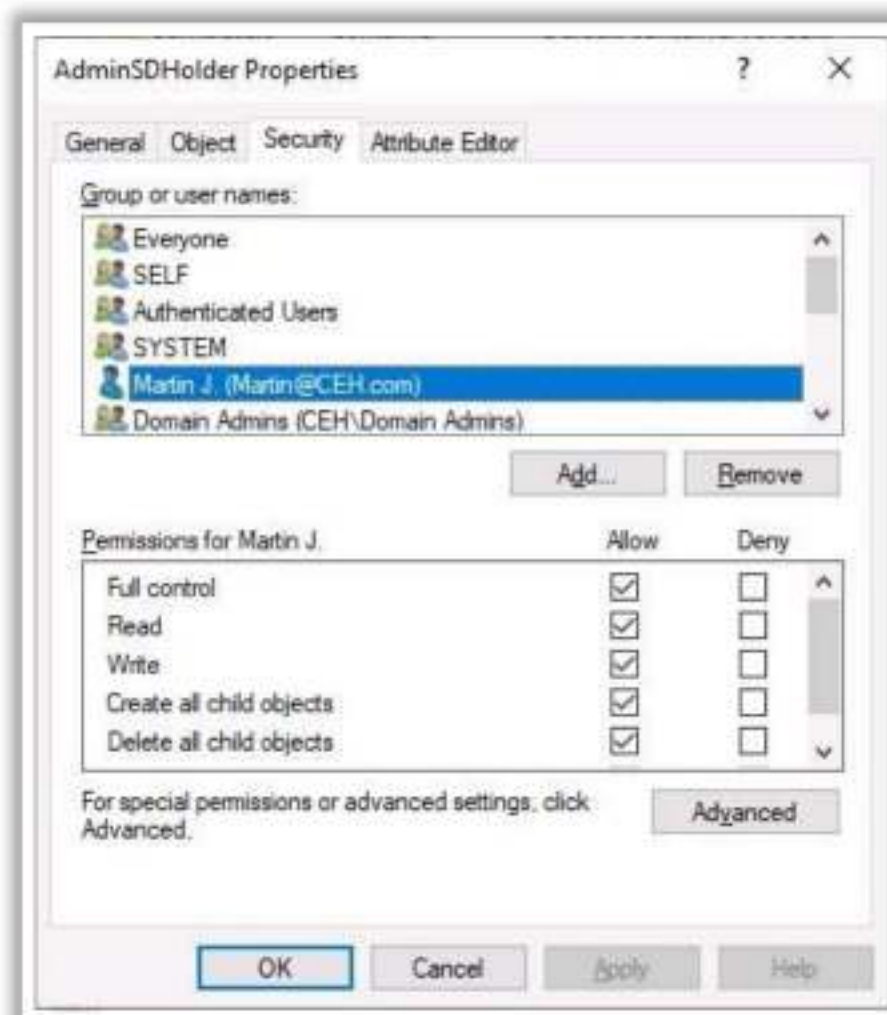 AdminSDHolder Properties ? ×
General Object Security Attribute Editor
Group or user names:
Everyone
SELF
Authenticated Users
SYSTEM
Martin J. (Martin@CEH.com)
Domain Admins (CEH\Domain Admins)
Add... Remove
Permissions for Martin J. Allow Deny
Full control
Read
Write
Create all child objects
Delete all child objects
For special permissions or advanced settings, click Advanced
Advanced.
OK Cancel Apply Help